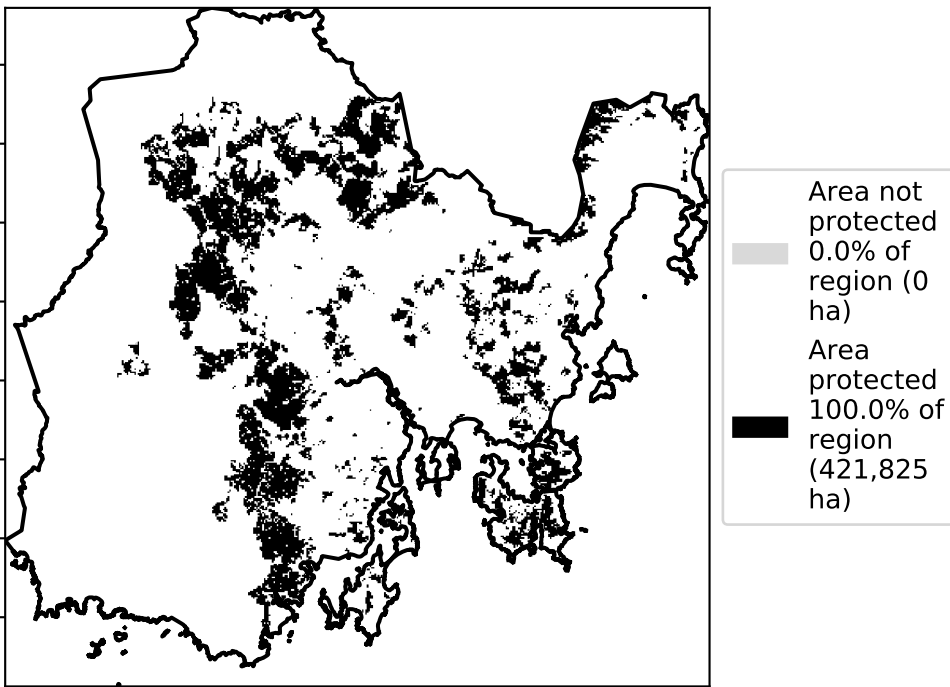 Area not
protected
0.0% of
region (0
ha)
Area
protected
100.0% of
region
(421,825
ha)